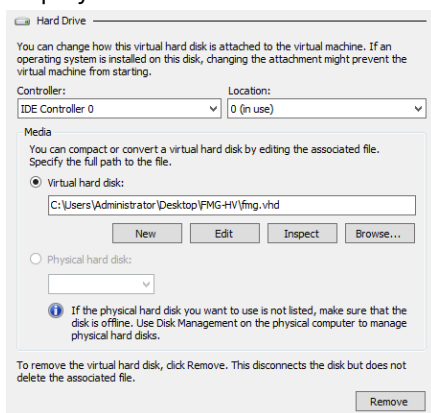 Hard Drive
You can change how this virtual hard disk is attached to the virtual machine. If an
operating system is installed on this disk, changing the attachment might prevent the
virtual machine from starting.
Controller: Location:
IDE Controller 0 0 (in use)
Media
You can compact or convert a virtual hard disk by editing the associated file.
Specify the full path to the file.
Virtual hard disk:
C:\Users\Administrator\Desktop\FMG-HV\fmg.vhd
New Edit Inspect Browse...
Physical hard disk:
If the physical hard disk you want to use is not listed, make sure that the
disk is offline. Use Disk Management on the physical computer to manage
physical hard disks.
To remove the virtual hard disk, click Remove. This disconnects the disk but does not
delete the associated file.
Remove